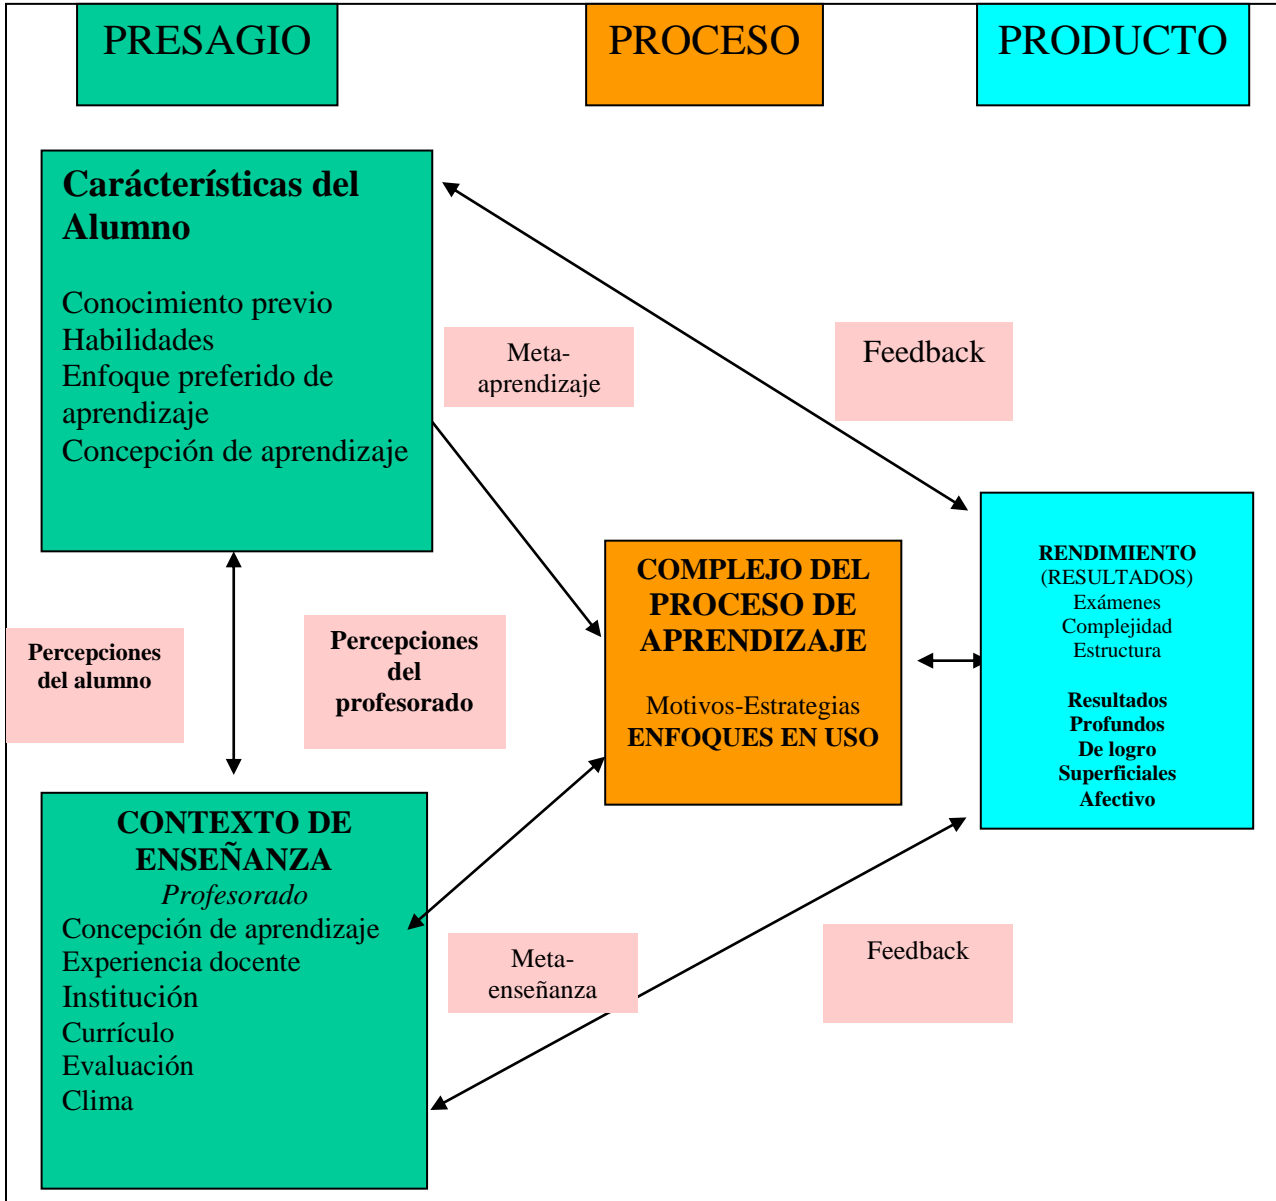 PRESAGIO
PROCESO
PRODUCTO
Carácterísticas del
Alumno
Conocimiento previo
Habilidades
Enfoque preferido de
aprendizaje
Concepción de aprendizaje
Meta-
aprendizaje
Feedback
Percepciones
del alumno
Percepciones
del
profesorado
COMPLEJO DEL
PROCESO DE
APRENDIZAJE
Motivos-Estrategias
ENFOQUES EN USO
RENDIMIENTO
(RESULTADOS)
Exámenes
Complejidad
Estructura
Resultados
Profundos
De logro
Superficiales
Afectivo
CONTEXTO DE
ENSEÑANZA
Profesorado
Concepción de aprendizaje
Experiencia docente
Institución
Currículo
Evaluación
Clima
Meta-
enseñanza
Feedback